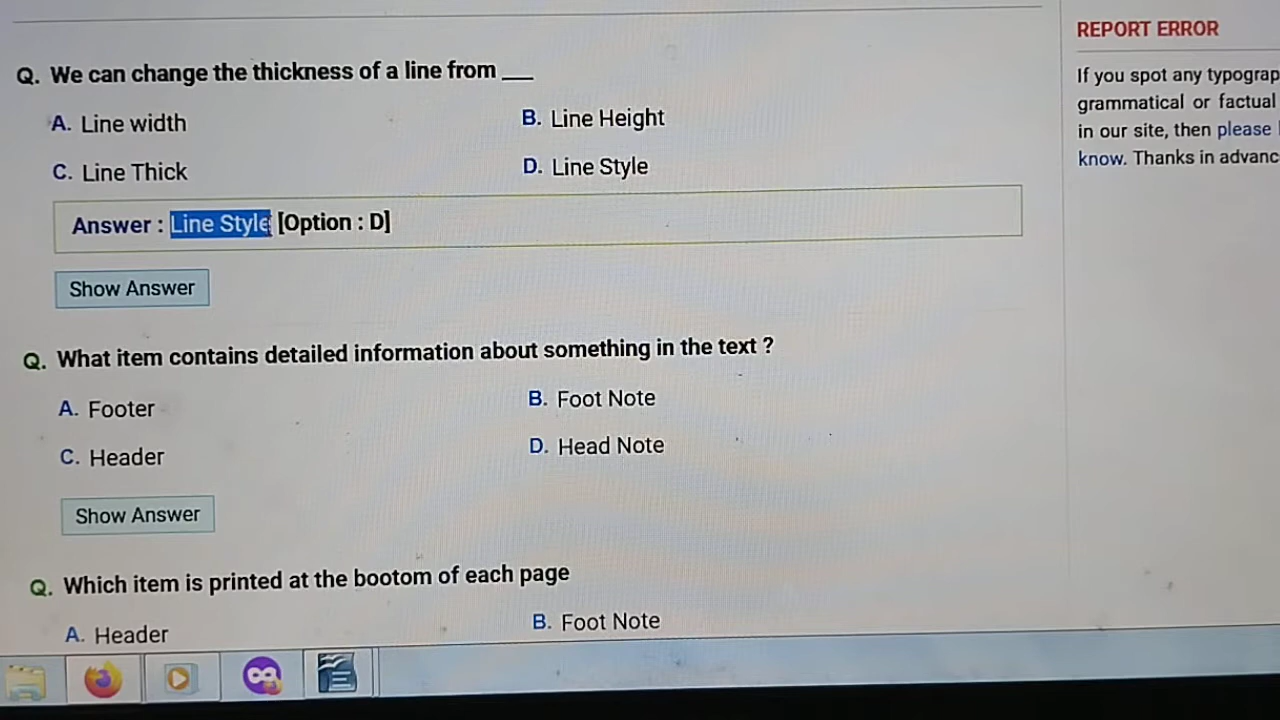 REPORT ERROR
Q. We can change the thickness of a line from ___
If you spot any typograp
grammatical or factual
in our site, then please
know. Thanks in advanc
A. Line width
B. Line Height
C. Line Thick
D. Line Style
Answer : Line Style [Option : D]
Show Answer
Q. What item contains detailed information about something in the text ?
A. Footer
B. Foot Note
C. Header
D. Head Note
Show Answer
Q. Which item is printed at the bootom of each page
A. Header
B. Foot Note